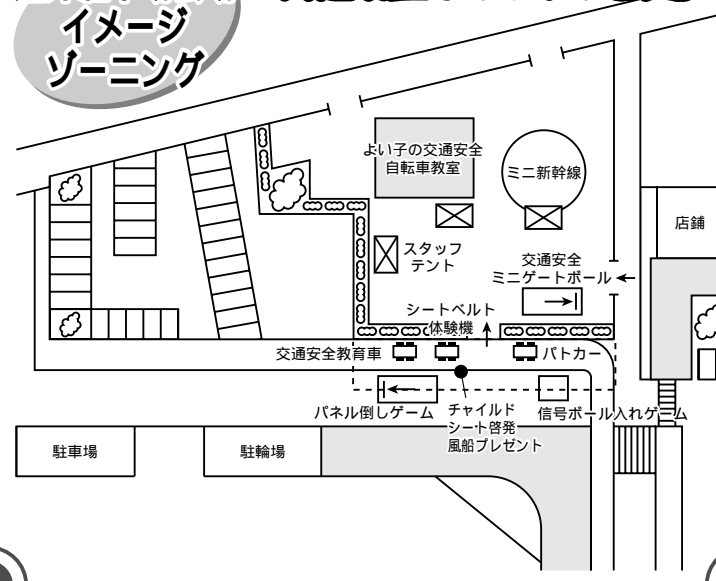 イメージ
ゾーニング
よい子の交通安全
自転車教室
ミニ新幹線
店舗
スタッフ
テント
交通安全
ミニゲートボール
シートベルト
体験機
交通安全教育車
パトカー
パネル倒しゲーム
チャイルド
シート啓発
風船プレゼント
信号ボール入れゲーム
駐車場
駐輪場